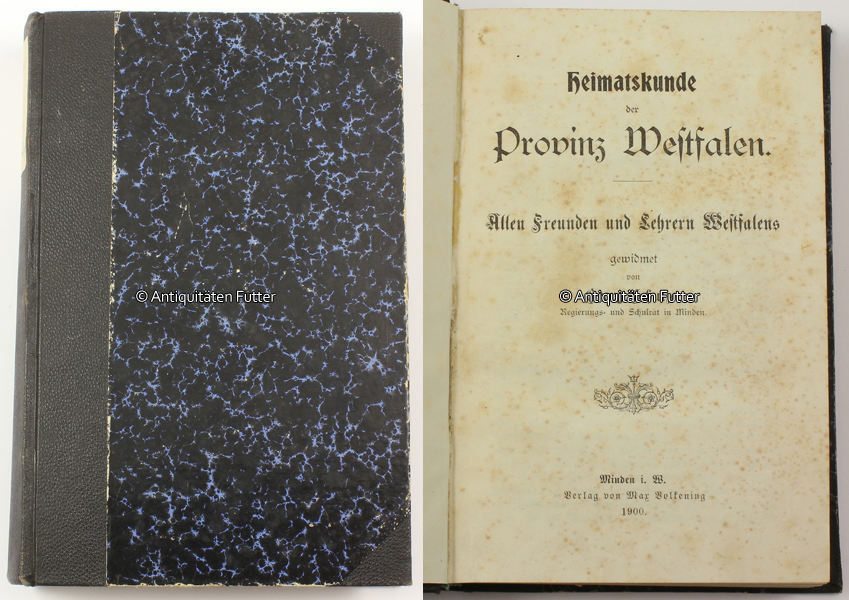 © Antiquitäten Futter
Heimatskunde
der
Provinz Westfalen.
Allen Freunden und Lehrern Westfalens
gewidmet
von
© Antiquitäten Futter
Regierungs- und Schulrat in Minden.
Minden i. W.
Verlag von Max Volkening
1900.